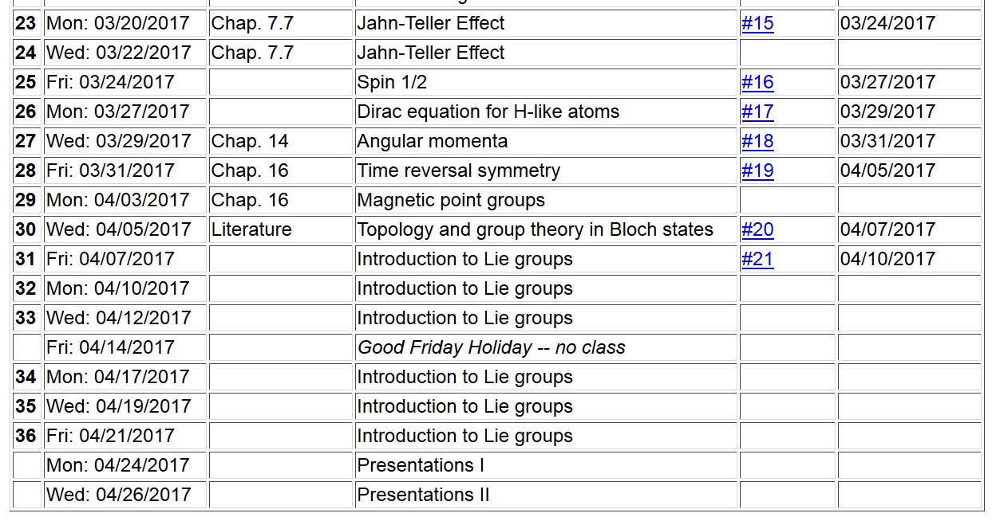 23 Mon: 03/20/2017 Chap. 7.7 Jahn-Teller Effect #15 03/24/2017
24 Wed: 03/22/2017 Chap. 7.7 Jahn-Teller Effect
25 Fri: 03/24/2017 Spin 1/2 #16 03/27/2017
26 Mon: 03/27/2017 Dirac equation for H-like atoms #17 03/29/2017
27 Wed: 03/29/2017 Chap. 14 Angular momenta #18 03/31/2017
28 Fri: 03/31/2017 Chap. 16 Time reversal symmetry #19 04/05/2017
29 Mon: 04/03/2017 Chap. 16 Magnetic point groups
30 Wed: 04/05/2017 Literature Topology and group theory in Bloch states #20 04/07/2017
31 Fri: 04/07/2017 Introduction to Lie groups #21 04/10/2017
32 Mon: 04/10/2017 Introduction to Lie groups
33 Wed: 04/12/2017 Introduction to Lie groups
Fri: 04/14/2017 Good Friday Holiday -- no class
34 Mon: 04/17/2017 Introduction to Lie groups
35 Wed: 04/19/2017 Introduction to Lie groups
36 Fri: 04/21/2017 Introduction to Lie groups
Mon: 04/24/2017 Presentations I
Wed: 04/26/2017 Presentations II